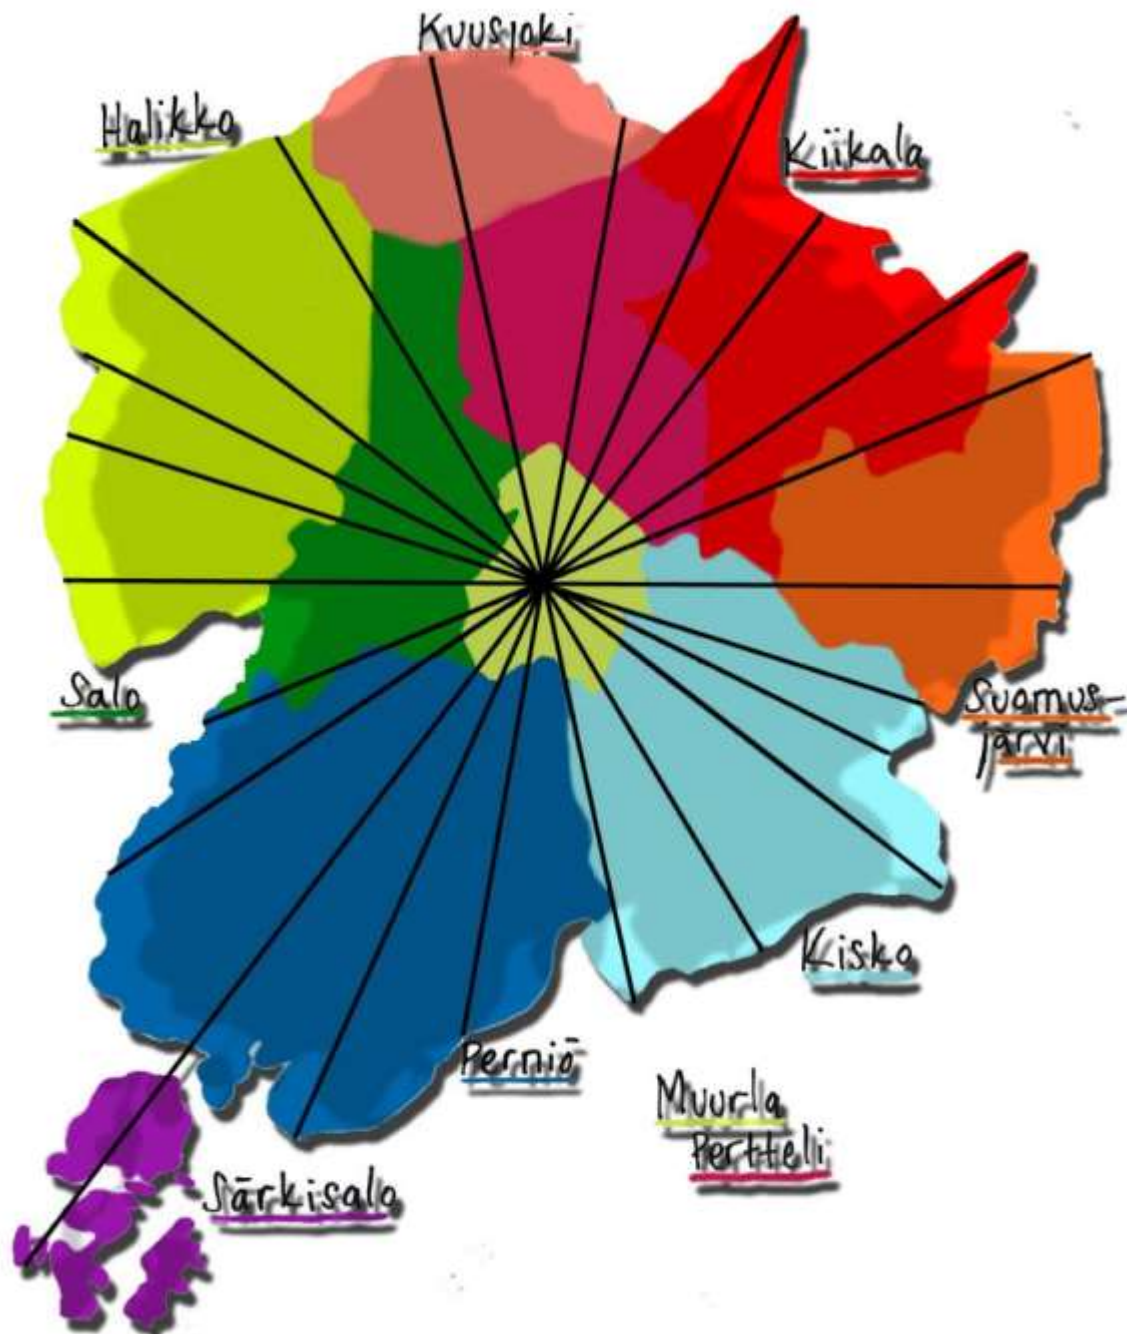 Kuusjoki
Halikko
Kiikala
Salo
Suomus-
järvi
Kisko
Perniö
Muurla
Pertteli
Särkisalo